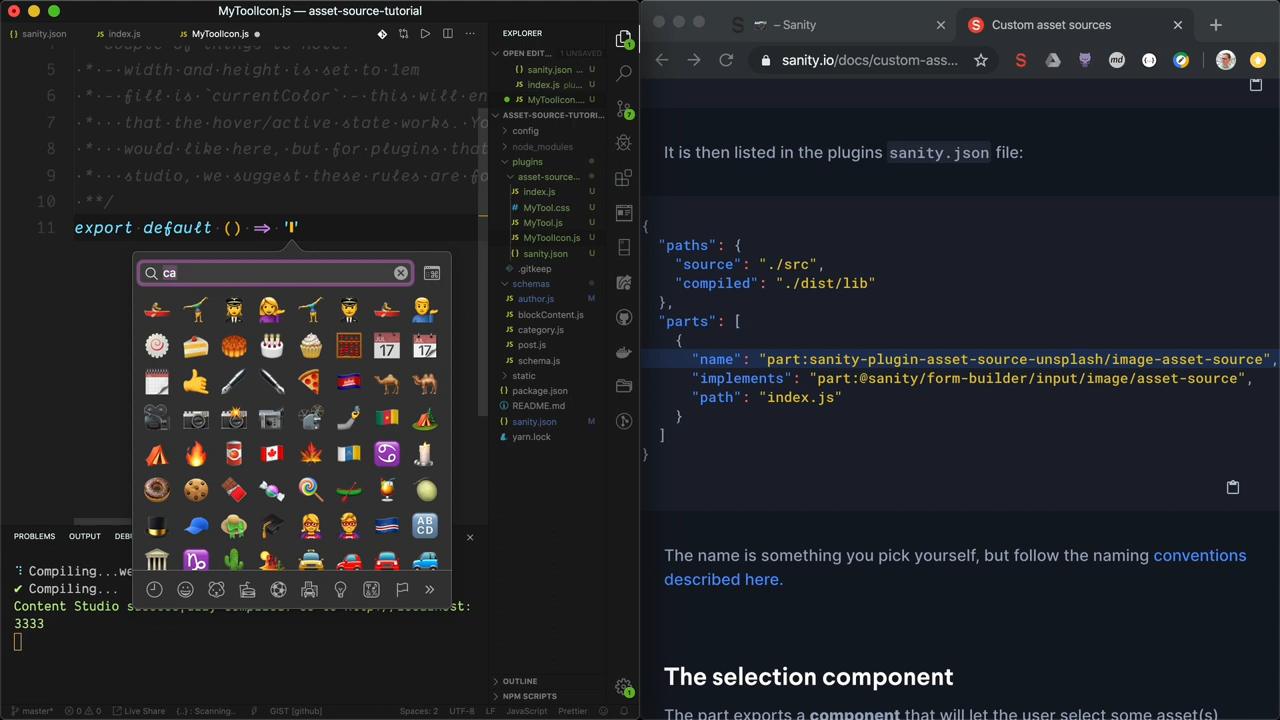 MyToolIcon.js — asset-source-tutorial
sanity.json
index.js
MyToolIcon.js
5 * - width and height is set to 1em
6 * - fill is `currentColor` - this will en
7 * that the hover/active state works. Yo
8 * would like here, but for plugins that
9 * studio, we suggest these rules are fo
10 **/
11 export default () => ''
ca
17
17
ABCD
PROBLEMS
OUTPUT
Compiling...we
✔ Compiling...
Content Studio
3333
EXPLORER
OPEN EDIT...
1 UNSAVED
sanity.json ... U
index.js plu... U
MyToolIcon.... U
ASSET-SOURCE-TUTORI...
config
node_modules
plugins
asset-source...
index.js U
MyTool.css U
MyTool.js U
MyToolIcon.js U
sanity.json U
.gitkeep
schemas
author.js M
blockContent.js
category.js
post.js
schema.js
static
package.json
README.md
sanity.json M
yarn.lock
OUTLINE
NPM SCRIPTS
1
7
1
master*
0
0
Live Share
{..} : Scanning..
GIST [github]
Spaces: 2
UTF-8
LF
JavaScript
Prettier
– Sanity
Custom asset sources
sanity.io/docs/custom-ass...
It is then listed in the plugins sanity.json file:
{
"paths": {
"source": "./src",
"compiled": "./dist/lib"
},
"parts": [
{
"name": "part:sanity-plugin-asset-source-unsplash/image-asset-source",
"implements": "part:@sanity/form-builder/input/image/asset-source",
"path": "index.js"
}
]
}
The name is something you pick yourself, but follow the naming conventions
described here.
The selection component
The part exports a component that will let the user select some asset(s)